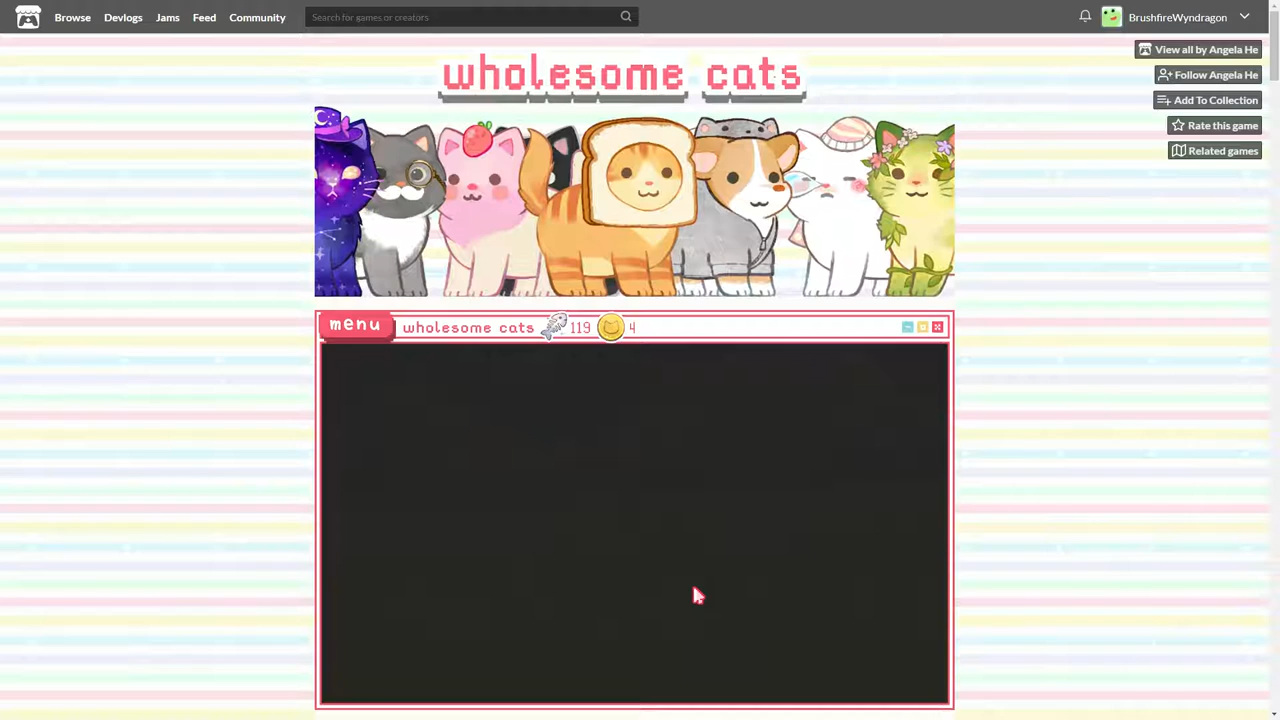 Browse Devlogs Jams Feed Community Search for games or creators BrushfireWyndragon
View all by Angela He
Follow Angela He
Add To Collection
Rate this game
Related games
wholesome cats
menu wholesome cats 119 4